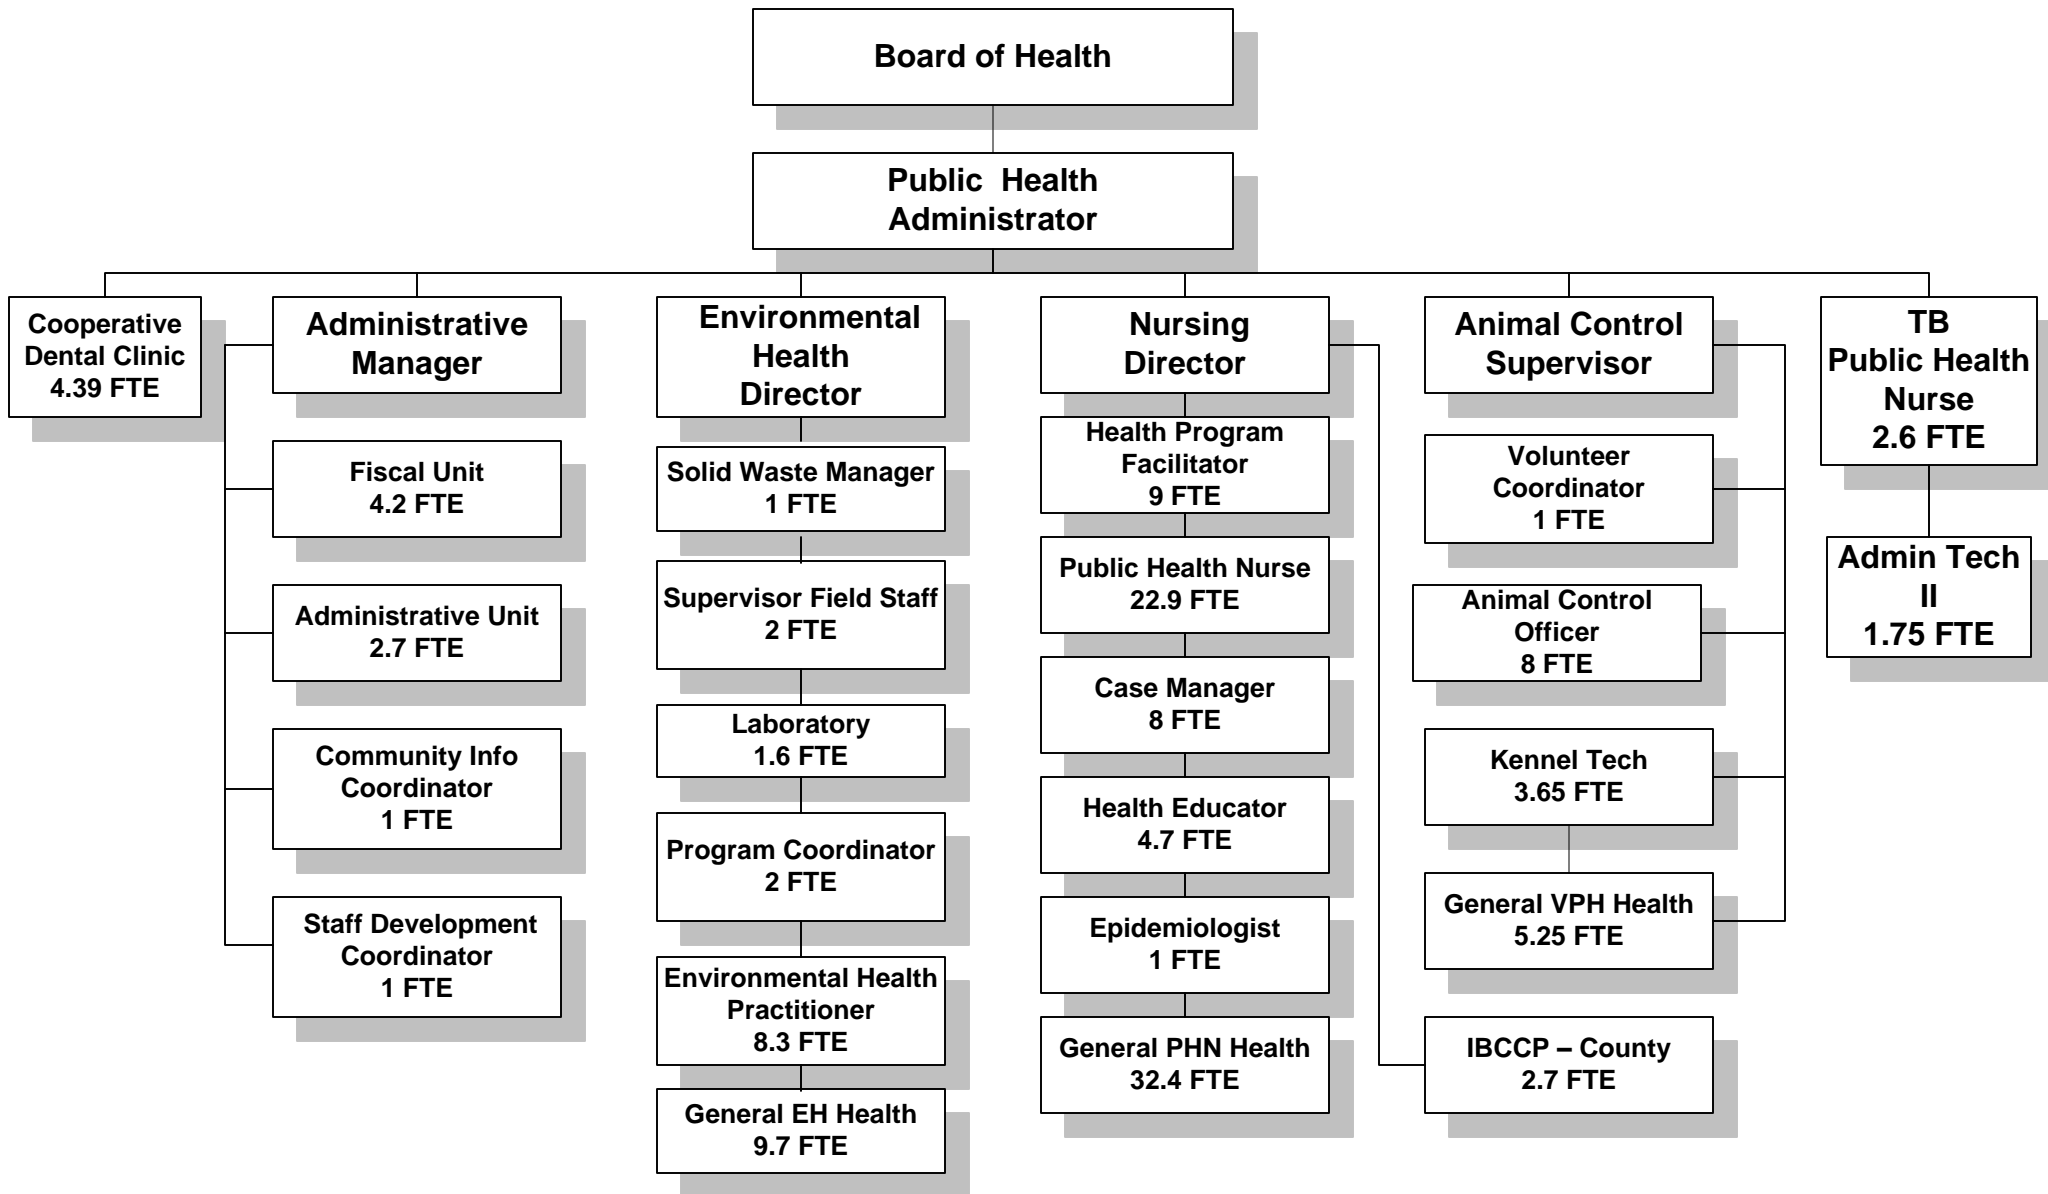 Board of Health
Public Health
Administrator
Cooperative
Dental Clinic
4.39 FTE
Administrative
Manager
Fiscal Unit
4.2 FTE
Administrative Unit
2.7 FTE
Community Info
Coordinator
1 FTE
Staff Development
Coordinator
1 FTE
Environmental
Health
Director
Solid Waste Manager
1 FTE
Supervisor Field Staff
2 FTE
Laboratory
1.6 FTE
Program Coordinator
2 FTE
Environmental Health
Practitioner
8.3 FTE
General EH Health
9.7 FTE
Nursing
Director
Health Program
Facilitator
9 FTE
Public Health Nurse
22.9 FTE
Case Manager
8 FTE
Health Educator
4.7 FTE
Epidemiologist
1 FTE
General PHN Health
32.4 FTE
Animal Control
Supervisor
Volunteer
Coordinator
1 FTE
Animal Control
Officer
8 FTE
Kennel Tech
3.65 FTE
General VPH Health
5.25 FTE
IBCCP – County
2.7 FTE
TB
Public Health
Nurse
2.6 FTE
Admin Tech
II
1.75 FTE